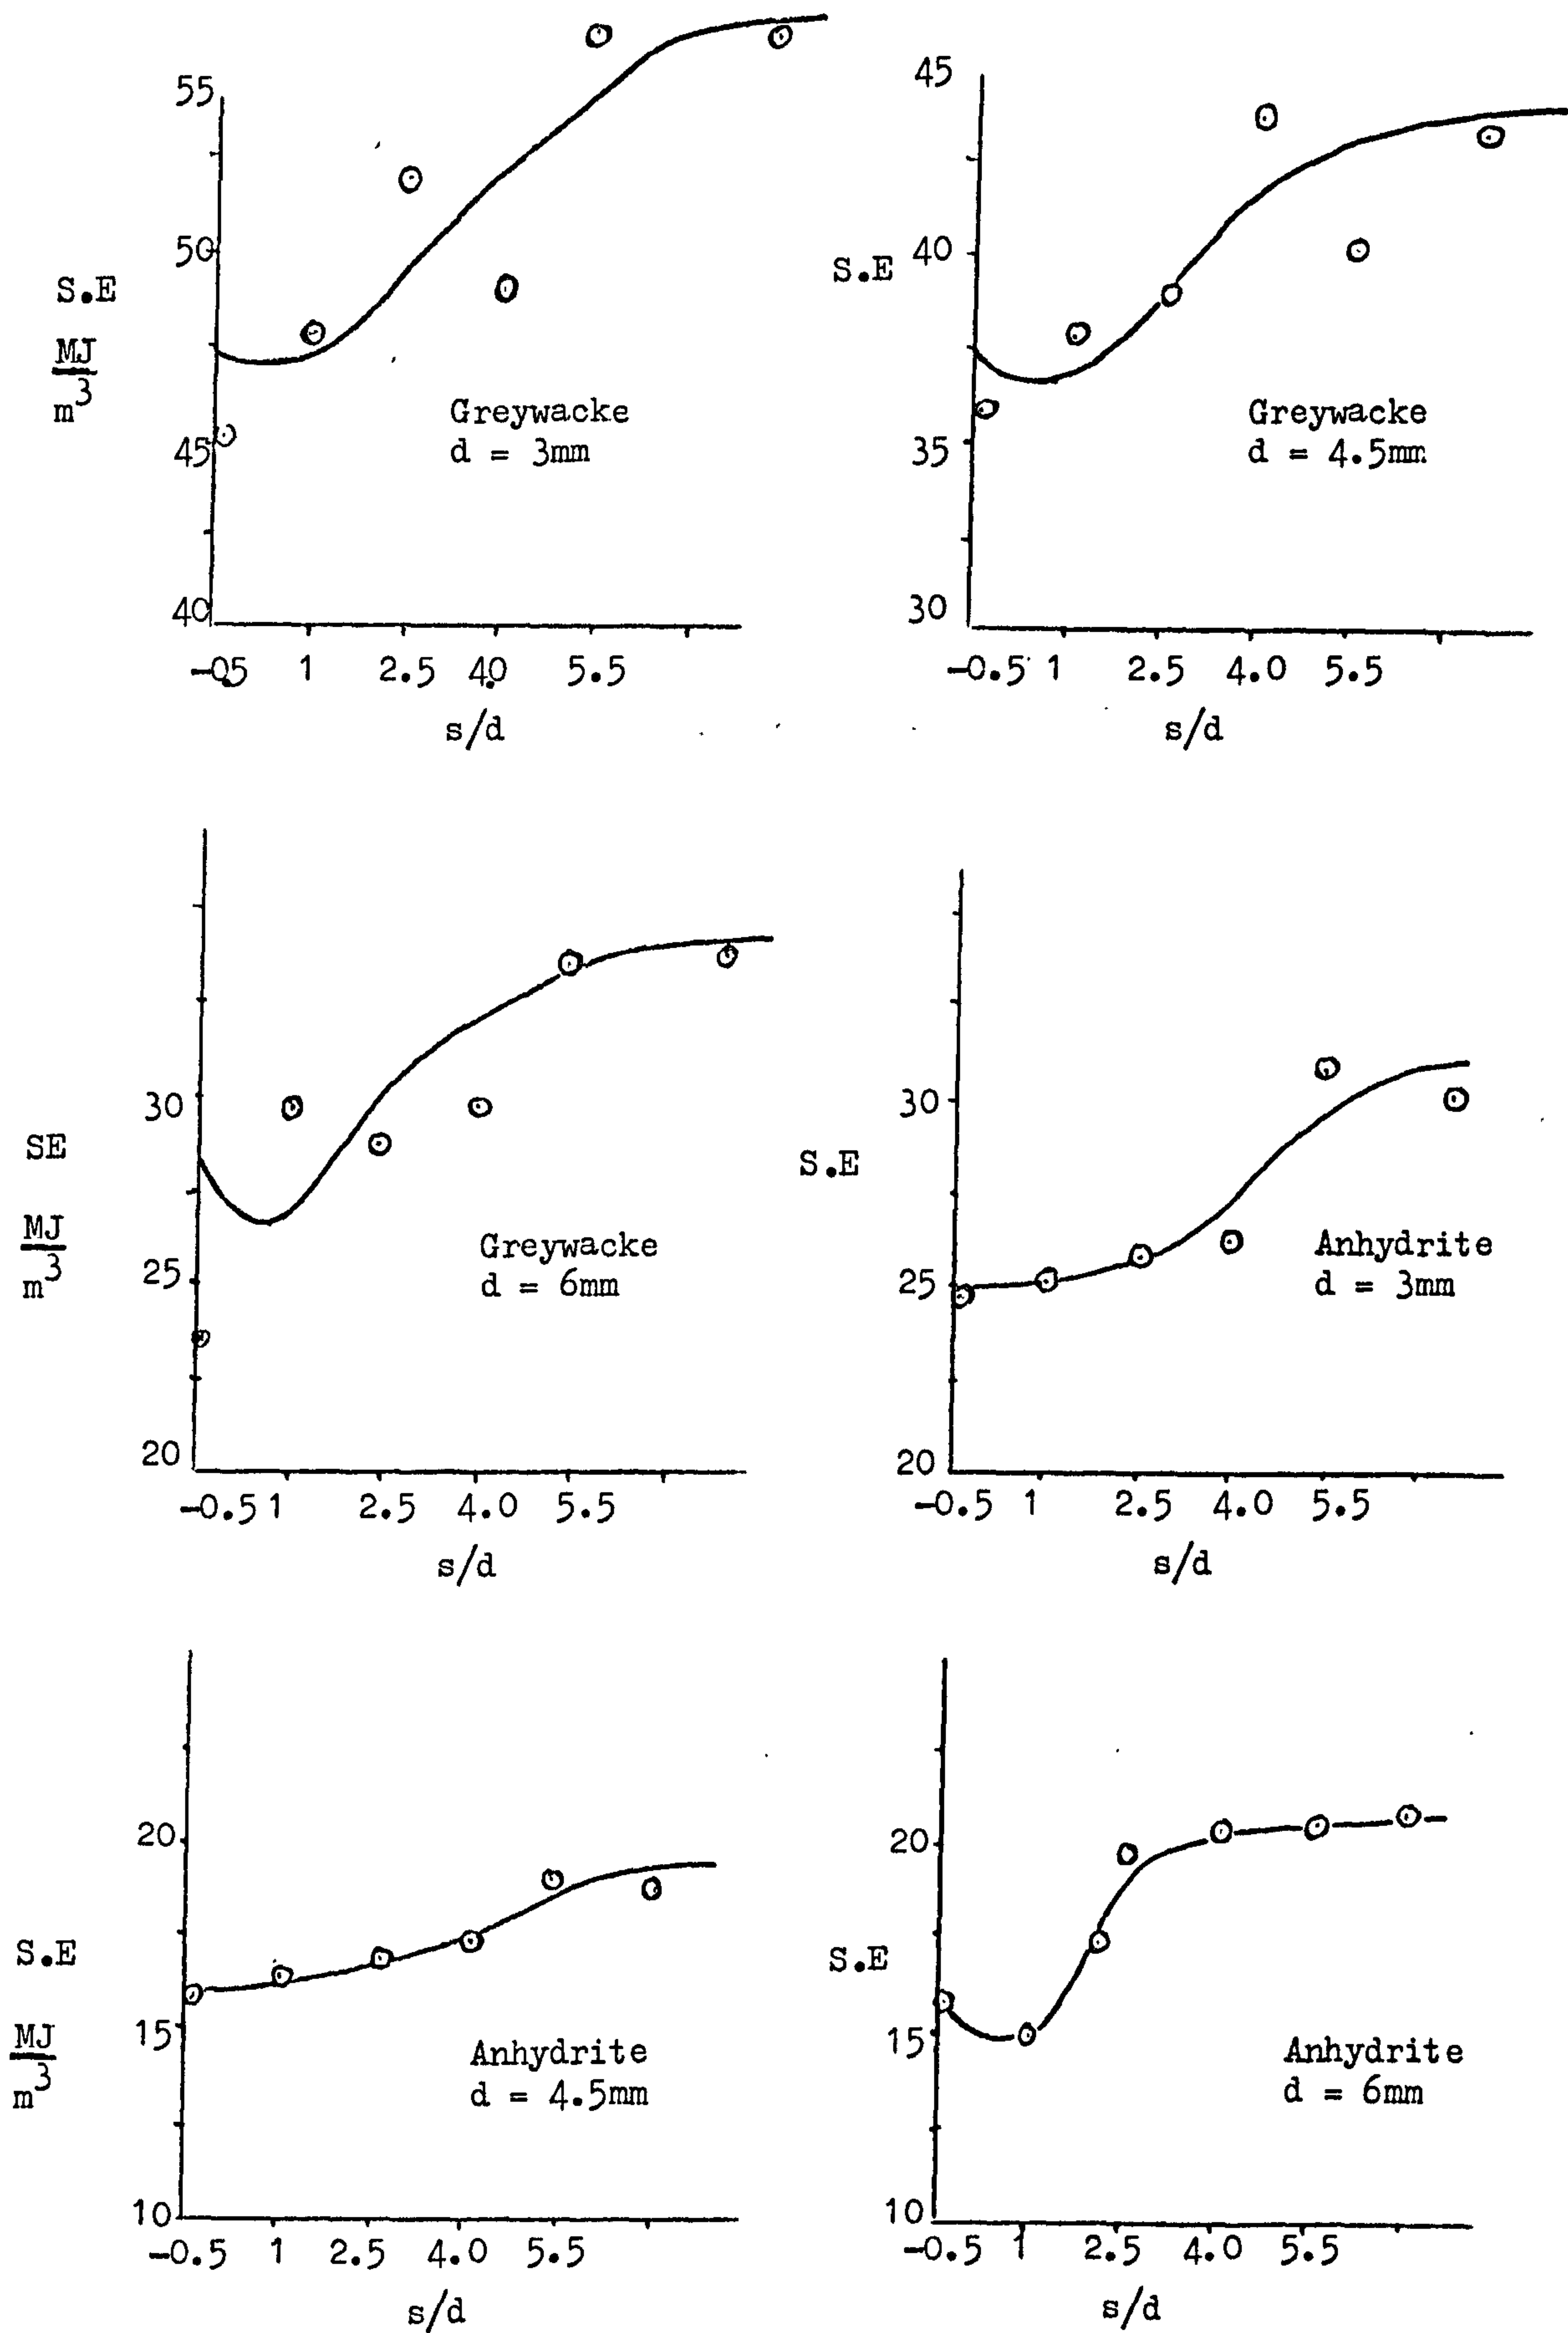 55
50
S.E
MJ
m3
45
40
Greywacke
d = 3mm
-0.5 1 2.5 4.0 5.5
s/d
45
40
S.E
35
30
Greywacke
d = 4.5mm
-0.5 1 2.5 4.0 5.5
s/d
30
SE
MJ
m3
25
20
Greywacke
d = 6mm
-0.5 1 2.5 4.0 5.5
s/d
30
S.E
25
20
Anhydrite
d = 3mm
-0.5 1 2.5 4.0 5.5
s/d
20
S.E
MJ
m3
15
10
Anhydrite
d = 4.5mm
-0.5 1 2.5 4.0 5.5
s/d
20
S.E
15
10
Anhydrite
d = 6mm
-0.5 1 2.5 4.0 5.5
s/d